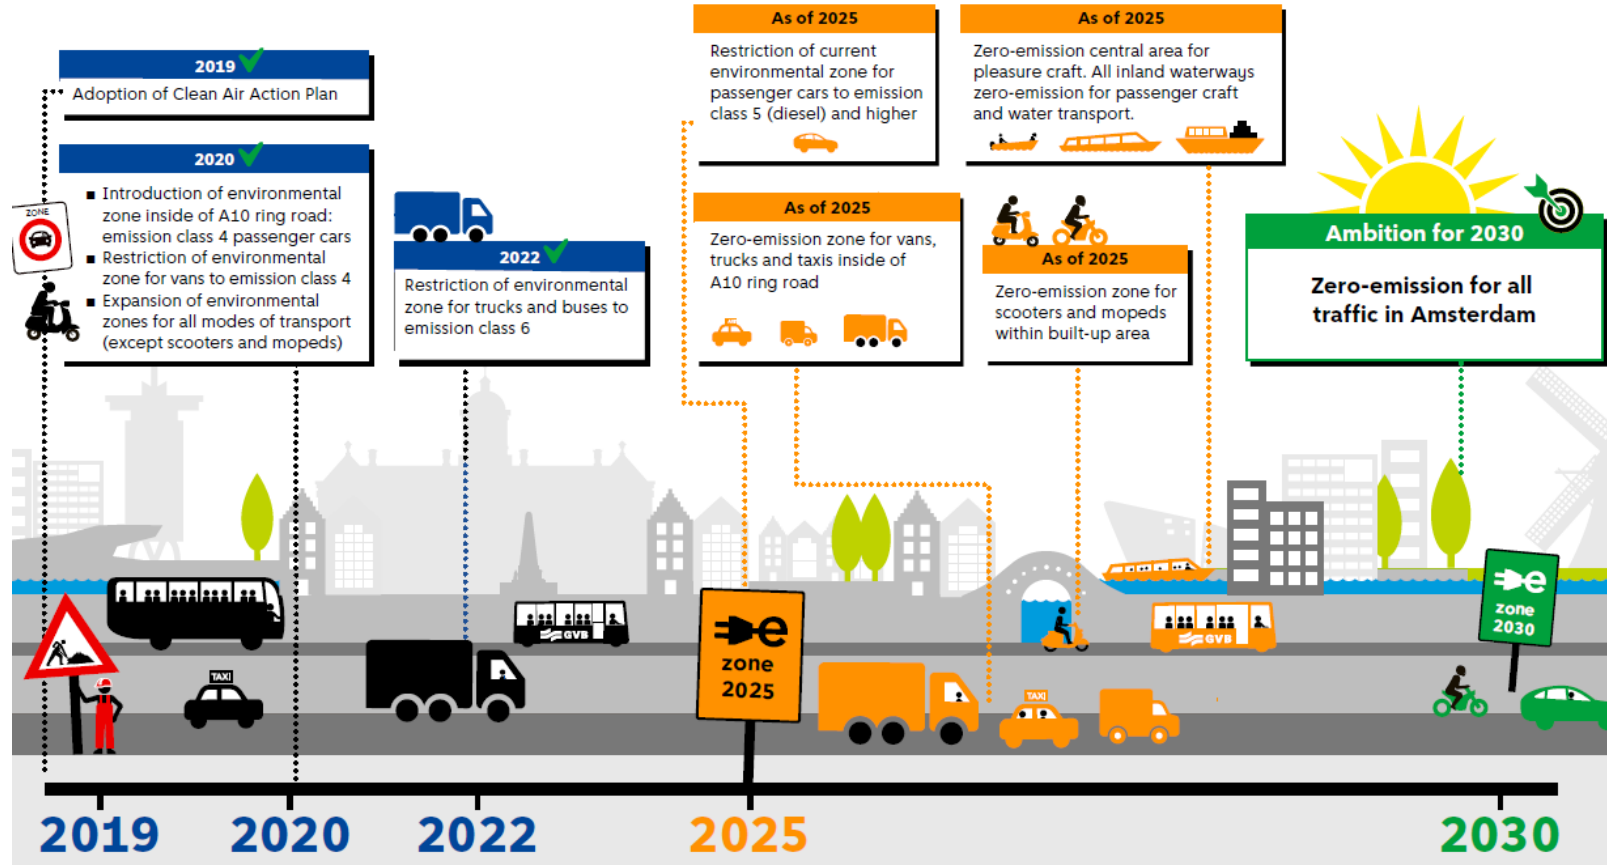 2019
Adoption of Clean Air Action Plan
2020
■ Introduction of environmental
zone inside of A10 ring road:
emission class 4 passenger cars
■ Restriction of environmental
zone for vans to emission class 4
■ Expansion of environmental
zones for all modes of transport
(except scooters and mopeds)
ZONE
2022
Restriction of environmental
zone for trucks and buses to
emission class 6
As of 2025
Restriction of current
environmental zone for
passenger cars to emission
class 5 (diesel) and higher
As of 2025
Zero-emission central area for
pleasure craft. All inland waterways
zero-emission for passenger craft
and water transport.
As of 2025
Zero-emission zone for vans,
trucks and taxis inside of
A10 ring road
As of 2025
Zero-emission zone for
scooters and mopeds
within built-up area
Ambition for 2030
Zero-emission for all
traffic in Amsterdam
TAXI
GVB
e
zone
2025
TAXI
GVB
e
zone
2030
2019
2020
2022
2025
2030